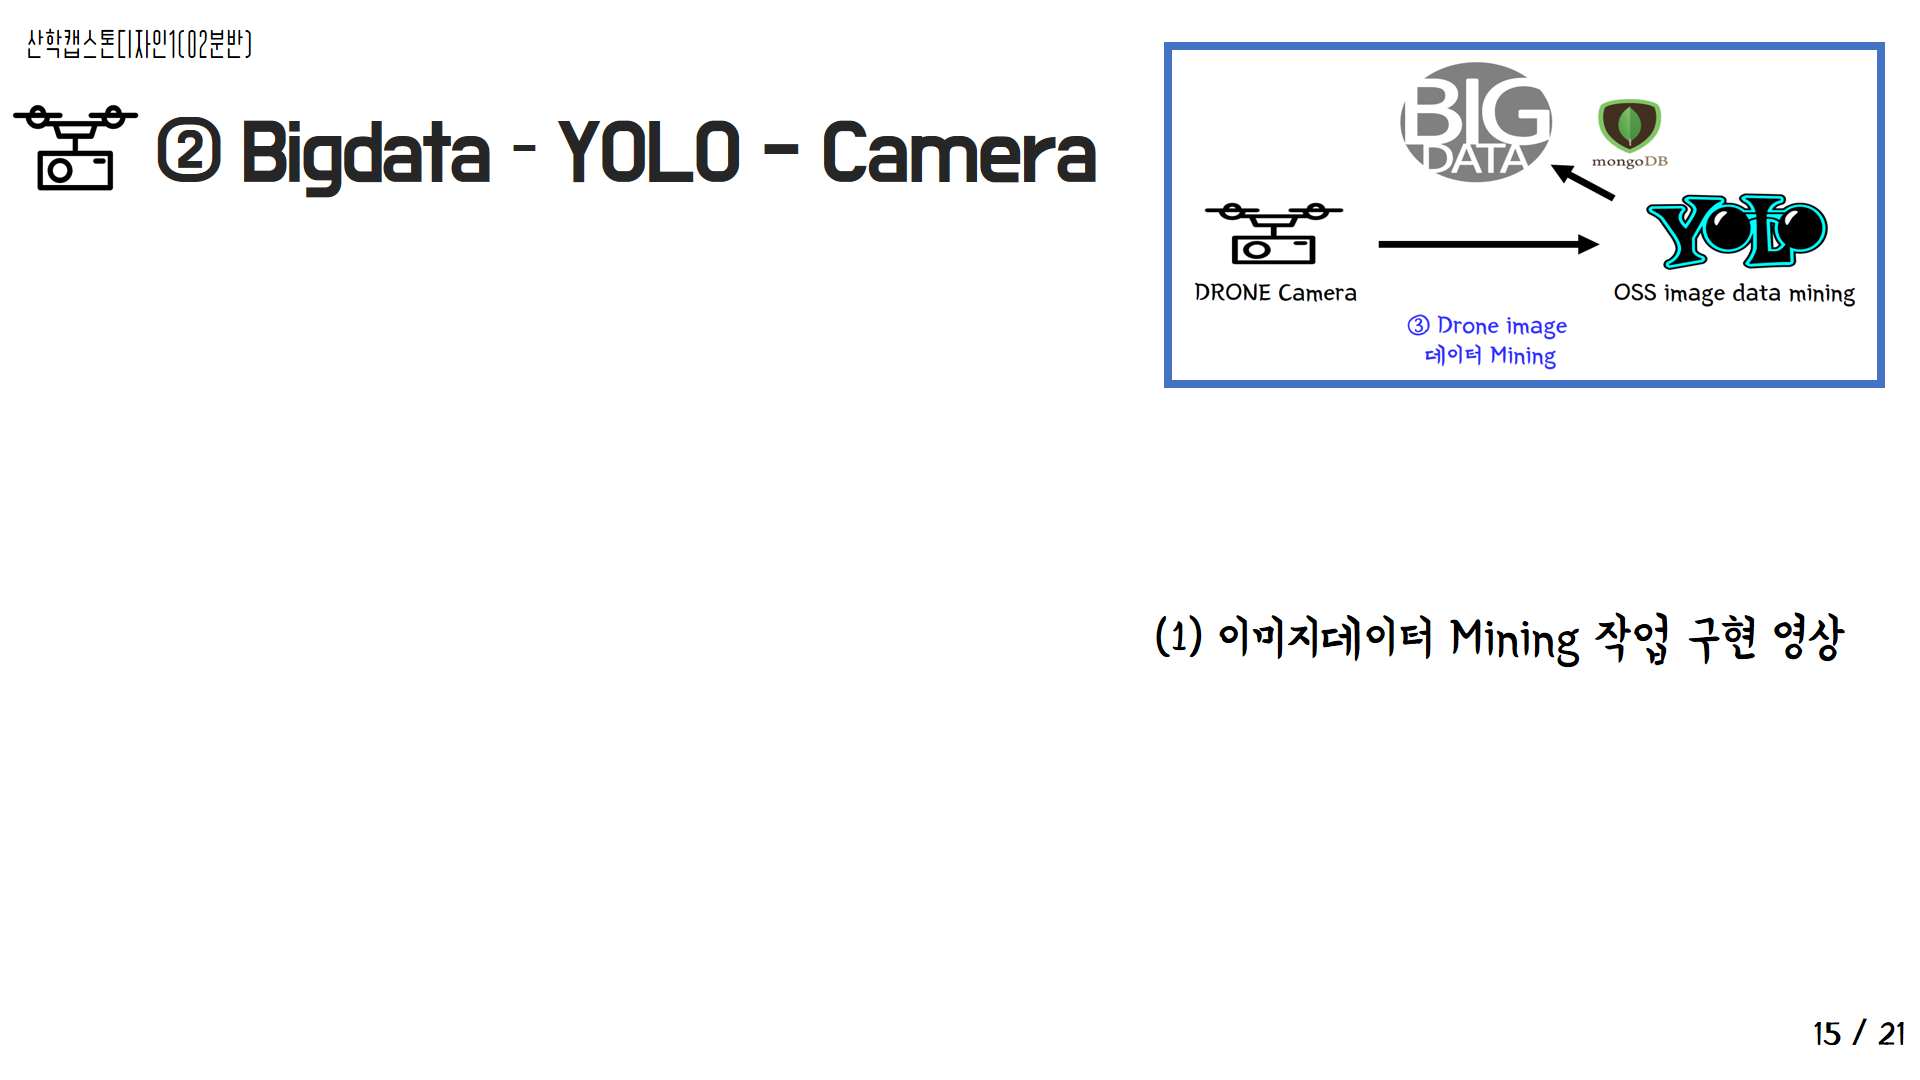 산학캡스톤디자인1(02분반)
② Bigdata - YOLO - Camera
BIG
DATA
mongoDB
YOLO
DRONE Camera
OSS image data mining
③ Drone image
데이터 Mining
(1) 이미지데이터 Mining 작업 구현 영상
15 / 21